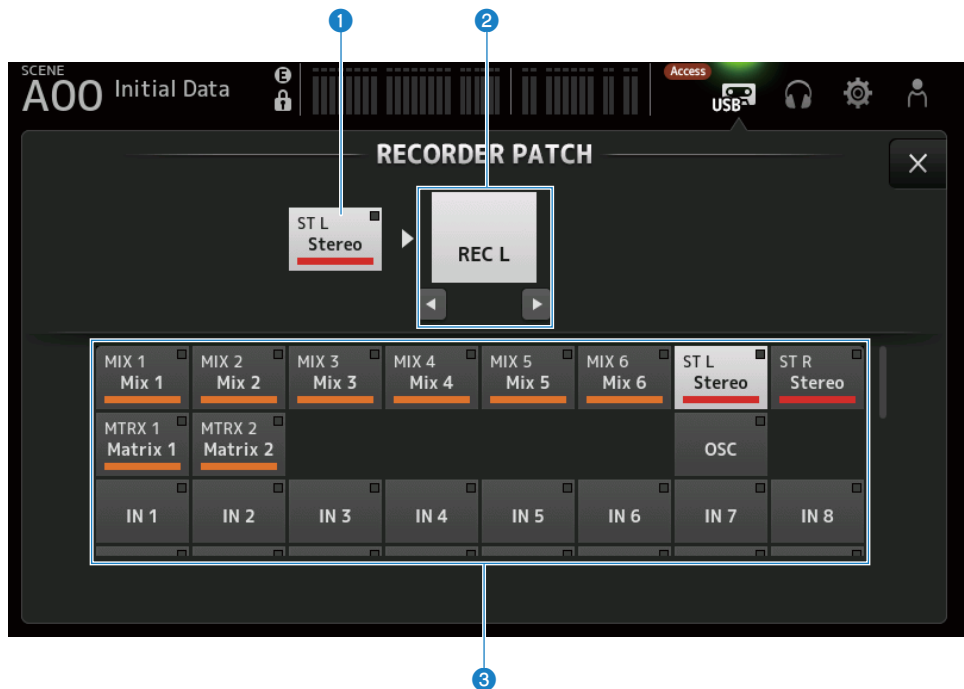 1 2
SCENE
A00 Initial Data E
Access
USB
RECORDER PATCH
ST L
Stereo
REC L
MIX 1 MIX 2 MIX 3 MIX 4 MIX 5 MIX 6 ST L ST R
Mix 1 Mix 2 Mix 3 Mix 4 Mix 5 Mix 6 Stereo Stereo
MTRX 1 MTRX 2
Matrix 1 Matrix 2 OSC
IN 1 IN 2 IN 3 IN 4 IN 5 IN 6 IN 7 IN 8
3